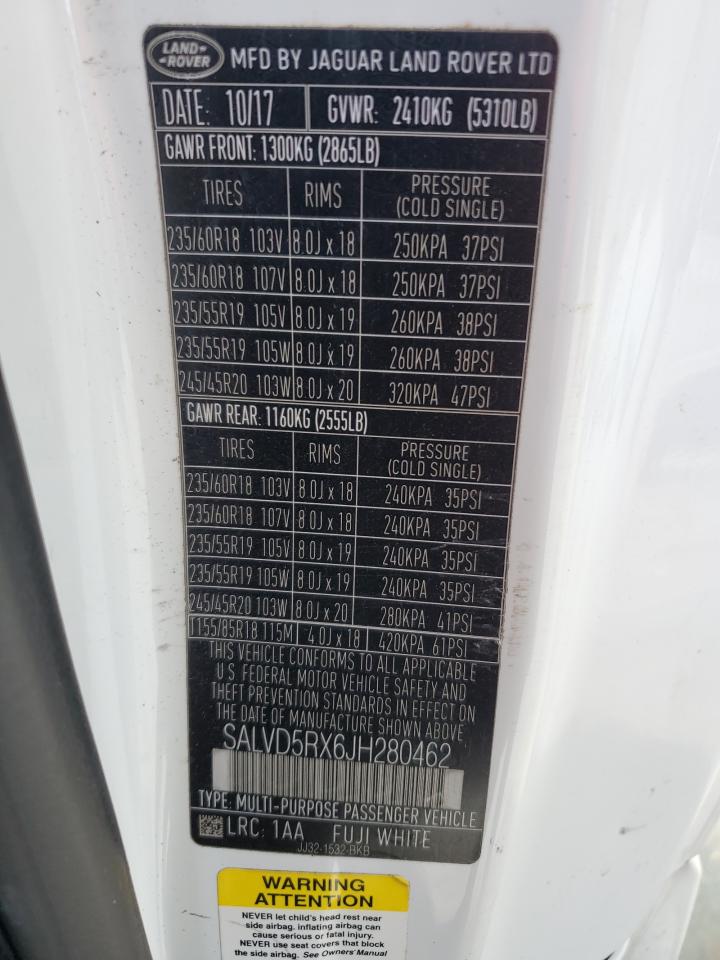 LAND ROVER MFD BY JAGUAR LAND ROVER LTD
DATE: 10/17 GVWR: 2410KG (5310LB)
GAWR FRONT: 1300KG (2865LB)
TIRES RIMS PRESSURE (COLD SINGLE)
235/60R18 103V 8.0J x 18 250KPA 37PSI
235/60R18 107V 8.0J x 18 250KPA 37PSI
235/55R19 105V 8.0J x 19 260KPA 38PSI
235/55R19 105W 8.0J x 19 260KPA 38PSI
245/45R20 103W 8.0J x 20 320KPA 47PSI
GAWR REAR: 1160KG (2555LB)
TIRES RIMS PRESSURE (COLD SINGLE)
235/60R18 103V 8.0J x 18 240KPA 35PSI
235/60R18 107V 8.0J x 18 240KPA 35PSI
235/55R19 105V 8.0J x 19 240KPA 35PSI
235/55R19 105W 8.0J x 19 240KPA 35PSI
245/45R20 103W 8.0J x 20 280KPA 41PSI
T155/85R18 115M 4.0J x 18 420KPA 61PSI
THIS VEHICLE CONFORMS TO ALL APPLICABLE
U.S FEDERAL MOTOR VEHICLE SAFETY AND
THEFT PREVENTION STANDARDS IN EFFECT ON
THE DATE OF MANUFACTURE SHOWN ABOVE
SALVD5RX6JH280462
TYPE: MULTI-PURPOSE PASSENGER VEHICLE
LRC: 1AA FUJI WHITE
JJ32-1532-BKB
WARNING
ATTENTION
NEVER let child's head rest near
side airbag. inflating airbag can
cause serious or fatal injury.
NEVER use seat covers that block
the side airbag. See Owners' Manual